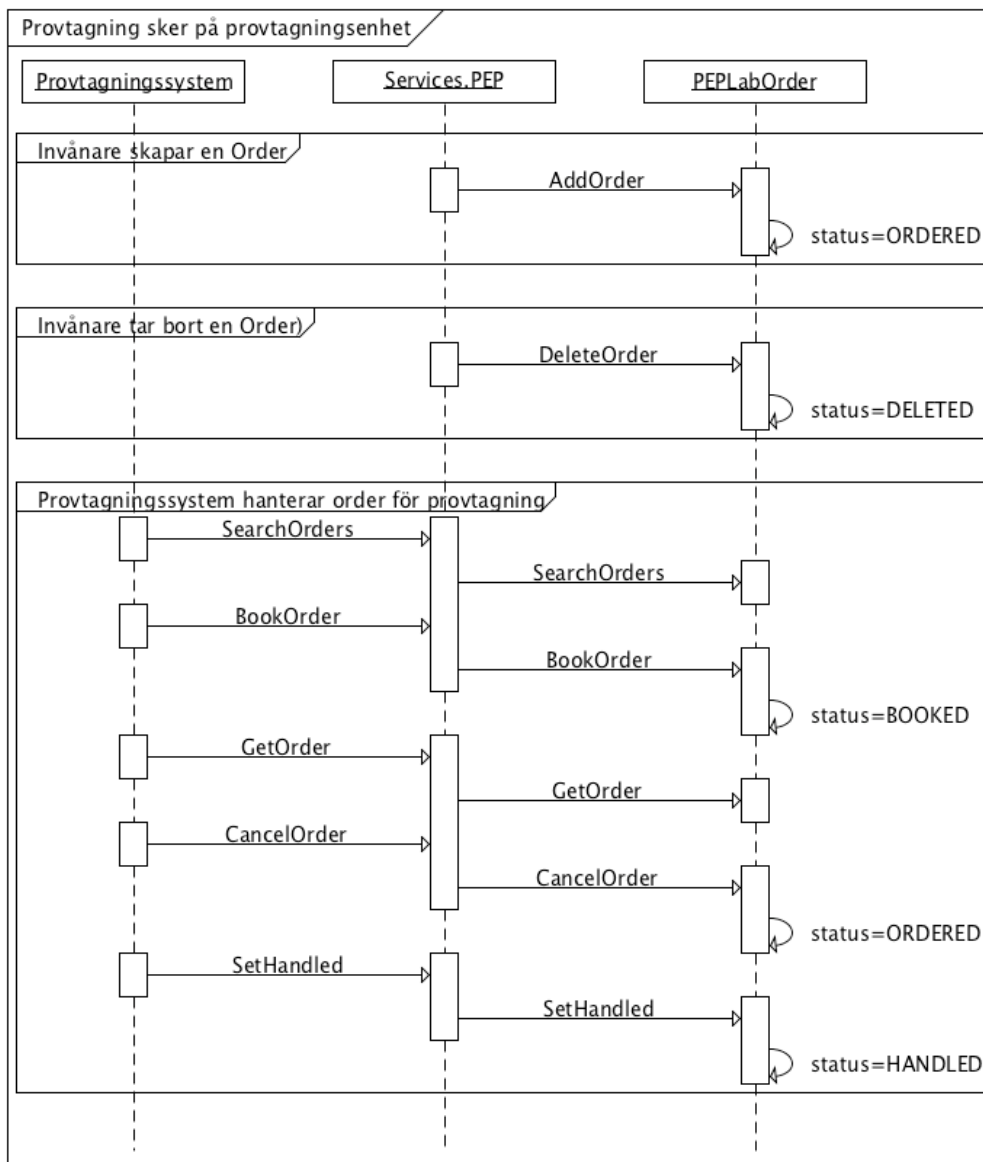 Provtagning sker på provtagningsenhet
Provtagningssystem
Services.PEP
PEPLabOrder
Invånare skapar en Order
AddOrder
status=ORDERED
Invånare tar bort en Order)
DeleteOrder
status=DELETED
Provtagningssystem hanterar order för provtagning
SearchOrders
SearchOrders
BookOrder
BookOrder
status=BOOKED
GetOrder
GetOrder
CancelOrder
CancelOrder
status=ORDERED
SetHandled
SetHandled
status=HANDLED